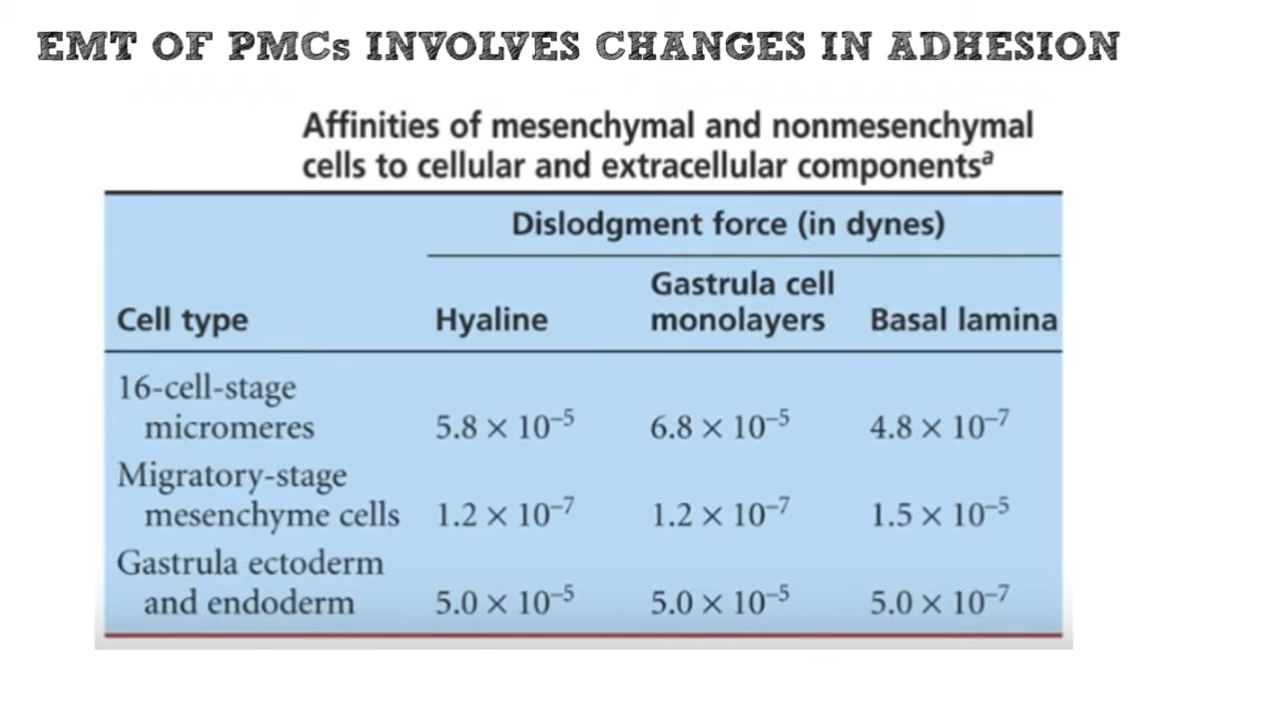 EMT OF PMCs INVOLVES CHANGES IN ADHESION
Affinities of mesenchymal and nonmesenchymal
cells to cellular and extracellular componentsᵃ
Dislodgment force (in dynes)
Gastrula cell
Cell type Hyaline monolayers Basal lamina
16-cell-stage
micromeres 5.8 × 10⁻⁵ 6.8 × 10⁻⁵ 4.8 × 10⁻⁷
Migratory-stage
mesenchyme cells 1.2 × 10⁻⁷ 1.2 × 10⁻⁷ 1.5 × 10⁻⁵
Gastrula ectoderm
and endoderm 5.0 × 10⁻⁵ 5.0 × 10⁻⁵ 5.0 × 10⁻⁷